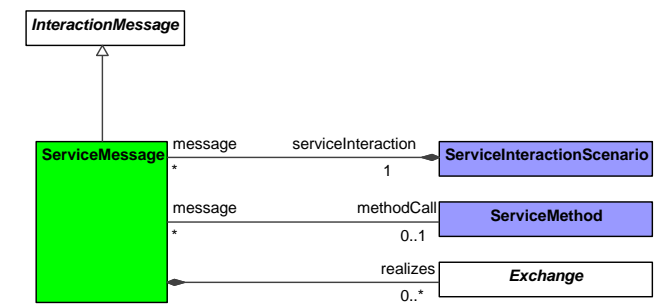 InteractionMessage
message serviceInteraction
ServiceMessage ServiceInteractionScenario
* 1
message methodCall
ServiceMethod
* 0..1
realizes
Exchange
0..*